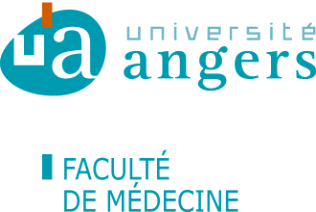 ua
université
angers
FACULTÉ
DE MÉDECINE